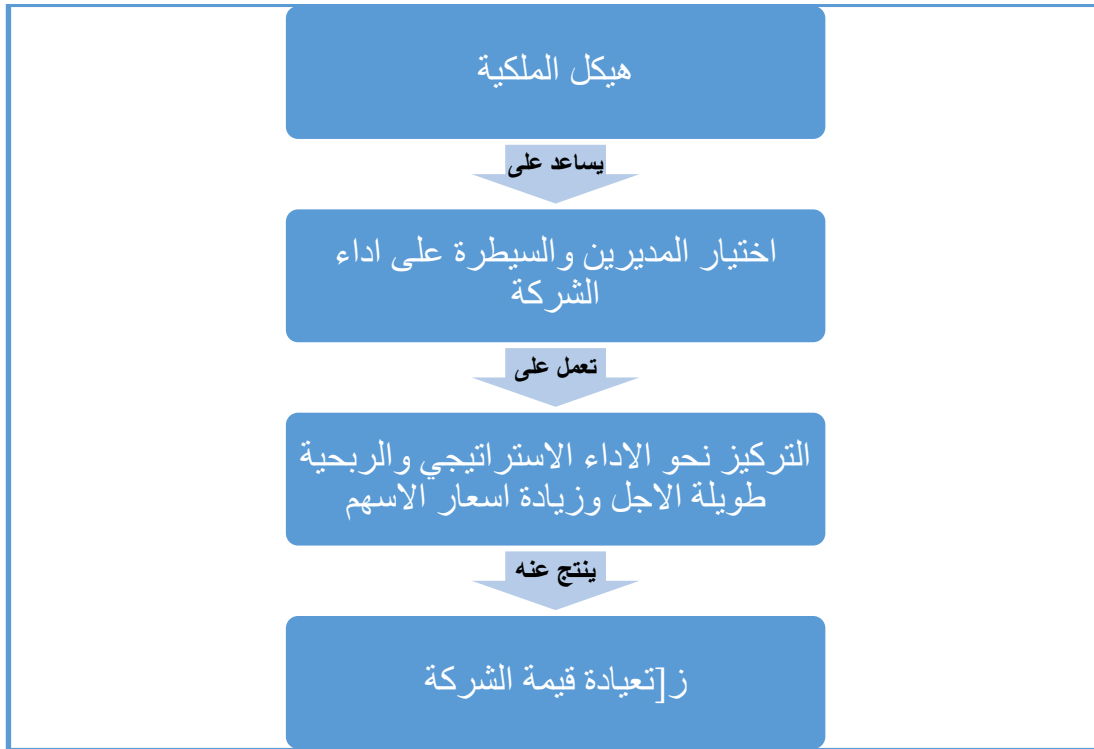 هيكل الملكية
يساعد على
اختيار المديرين والسيطرة على اداء
الشركة
تعمل على
التركيز نحو الاداء الاستراتيجي والربحية
طويلة الاجل وزيادة اسعار الاسهم
ينتج عنه
ز[تعيادة قيمة الشركة